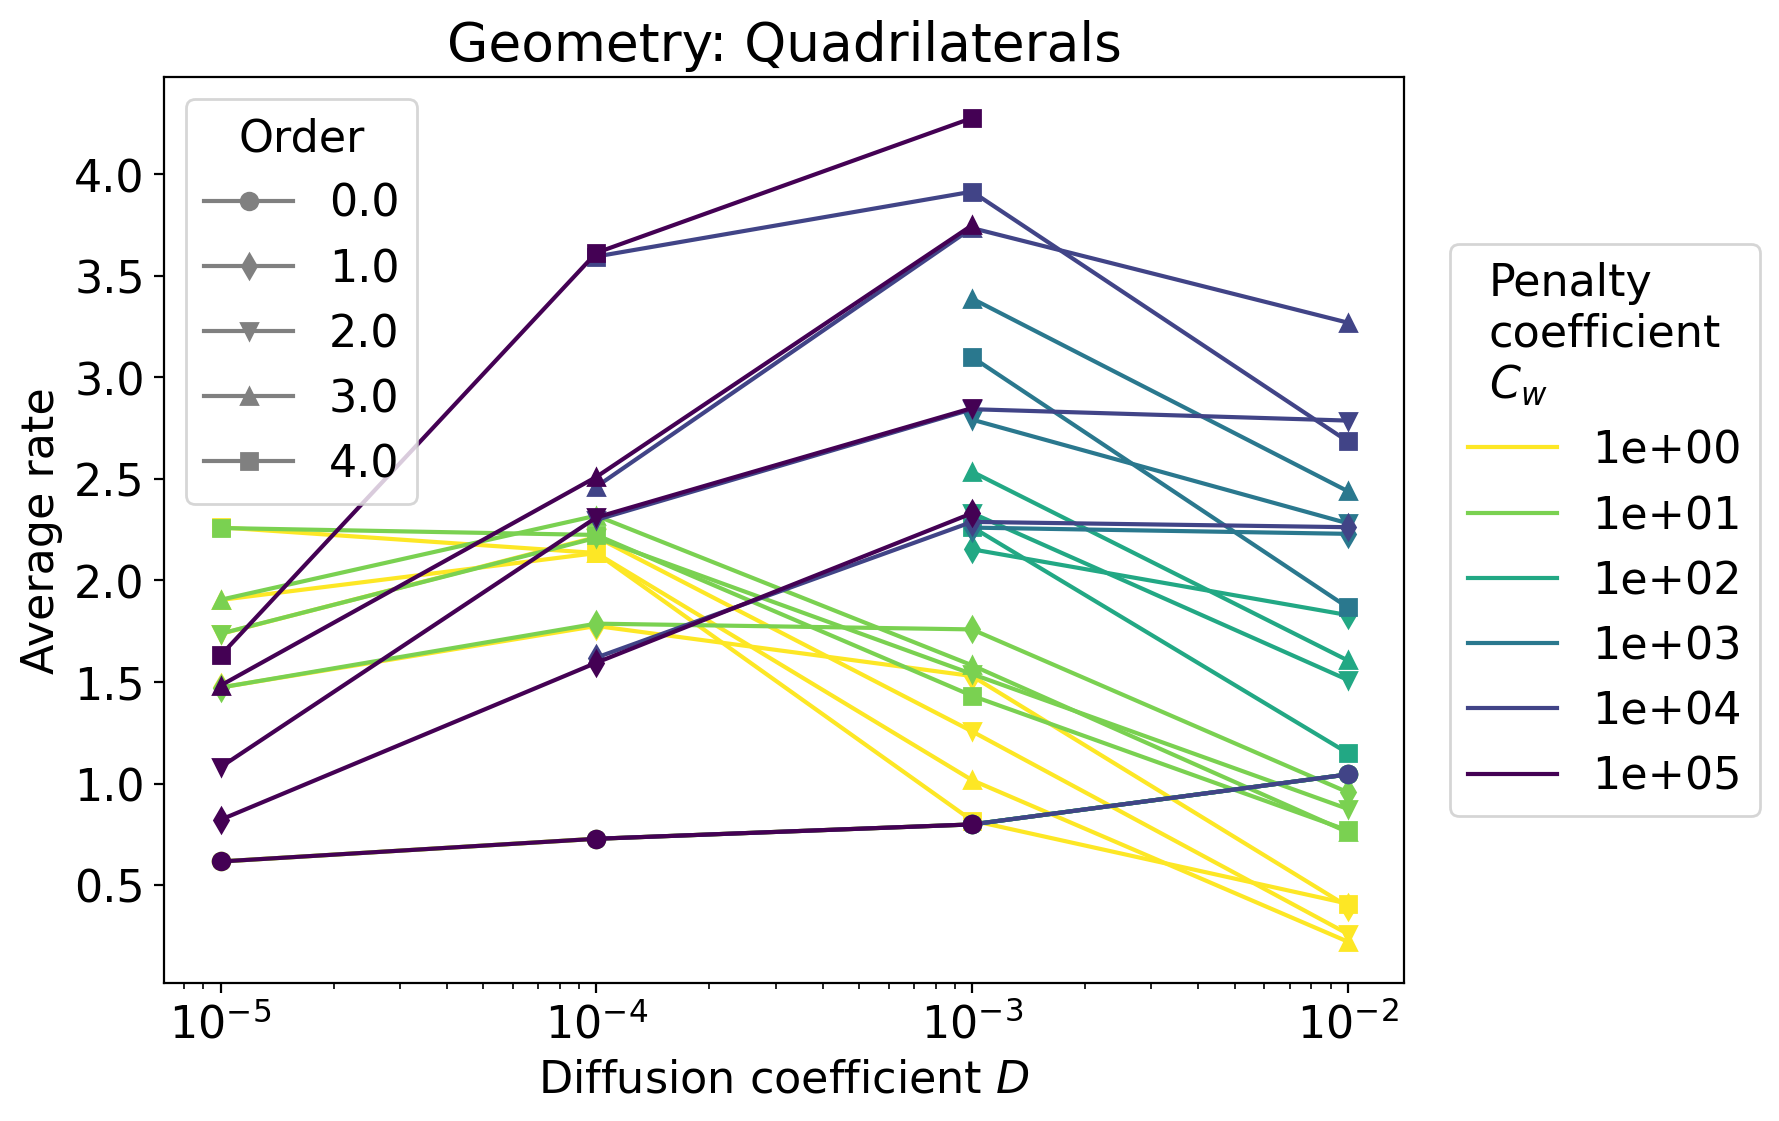 Geometry: Quadrilaterals
Order
0.0
1.0
2.0
3.0
4.0
Average rate
4.0
3.5
3.0
2.5
2.0
1.5
1.0
0.5
10⁻⁵
10⁻⁴
10⁻³
10⁻²
Diffusion coefficient D
Penalty
coefficient
C_w
1e+00
1e+01
1e+02
1e+03
1e+04
1e+05